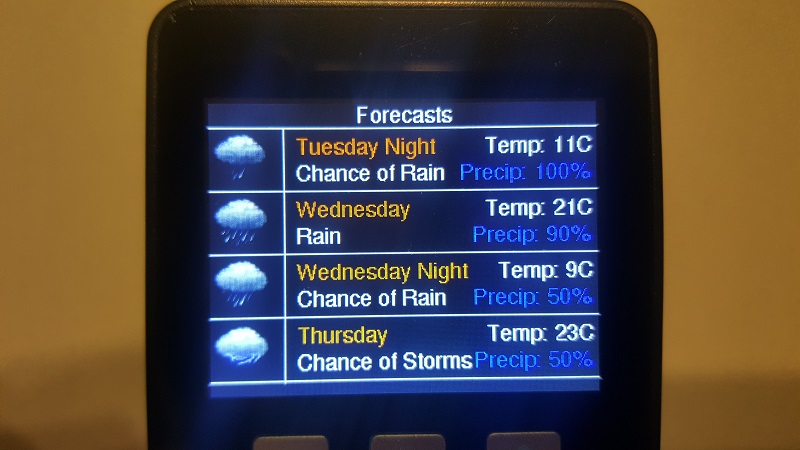 Forecasts
Tuesday Night Temp: 11C
Chance of Rain Precip: 100%
Wednesday Temp: 21C
Rain Precip: 90%
Wednesday Night Temp: 9C
Chance of Rain Precip: 50%
Thursday Temp: 23C
Chance of Storms Precip: 50%